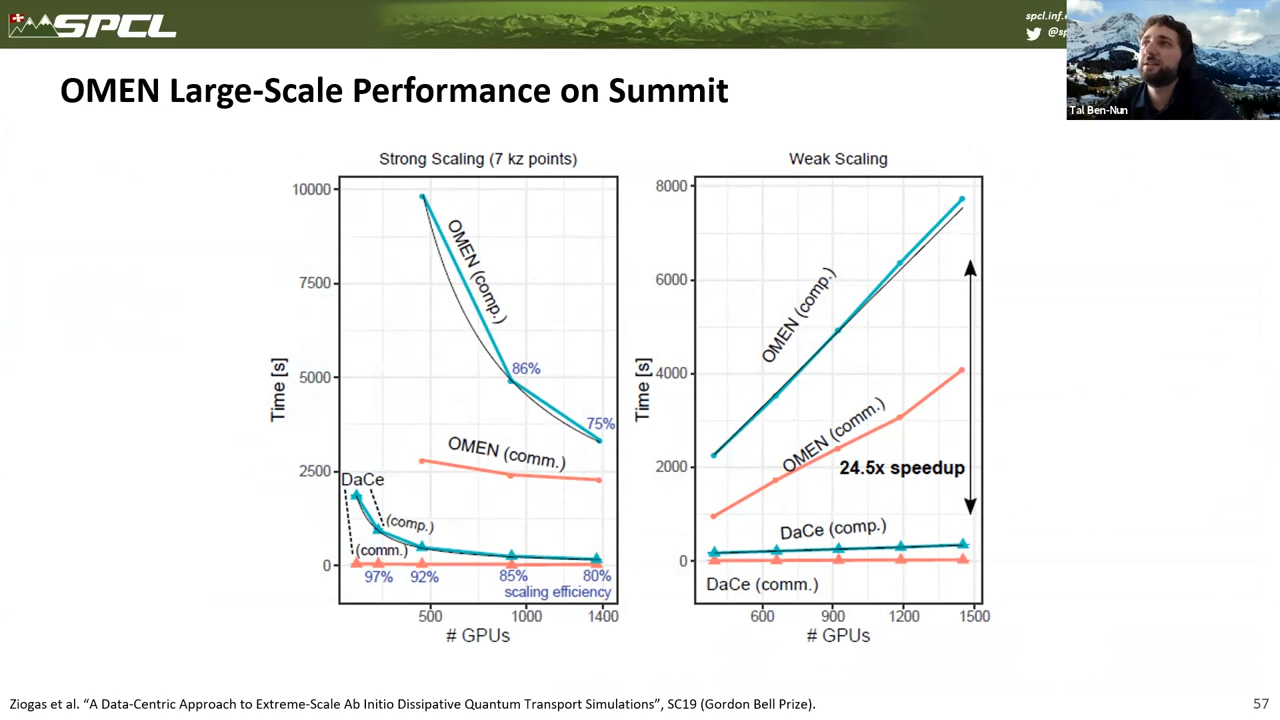 SPCL
spcl.inf.
@sp
Tal Ben-Nun
OMEN Large-Scale Performance on Summit
Strong Scaling (7 kz points)
10000
7500
5000
2500
0
Time [s]
OMEN (comp.)
86%
75%
OMEN (comm.)
DaCe
(comp.)
(comm.)
97%
92%
85%
80%
scaling efficiency
500
1000
1400
# GPUs
Weak Scaling
8000
6000
4000
2000
0
Time [s]
OMEN (comp.)
OMEN (comm.)
24.5x speedup
DaCe (comp.)
DaCe (comm.)
600
900
1200
1500
# GPUs
Ziogas et al. “A Data-Centric Approach to Extreme-Scale Ab Initio Dissipative Quantum Transport Simulations”, SC19 (Gordon Bell Prize).
57